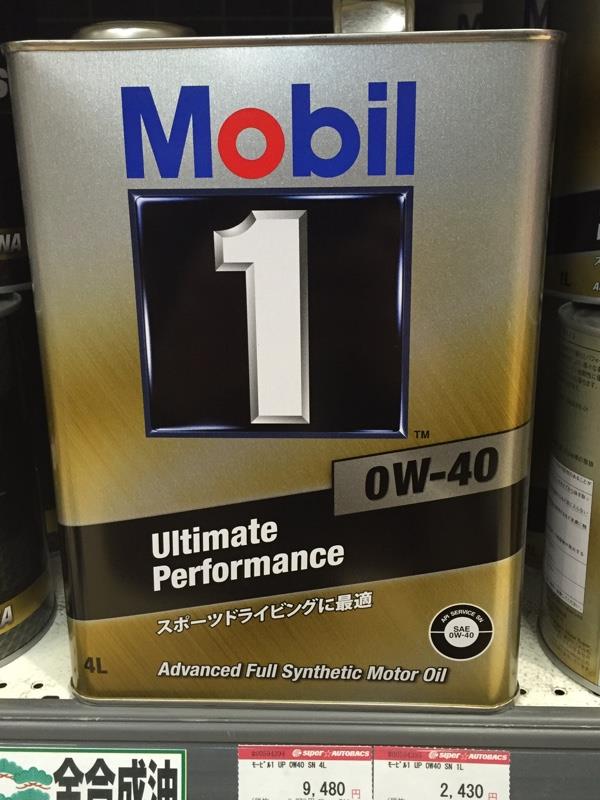 Mobil
1
TM
0W-40
Ultimate
Performance
スポーツドライビングに最適
API SERVICE SN
SAE
0W-40
4L
Advanced Full Synthetic Motor Oil
NA
A
1L
super AUTOBACS
モービル1 UP 0W40 SN 4L
9,480 円
super AUTOBACS
モービル1 UP 0W40 SN 1L
2,430 円
全合成油